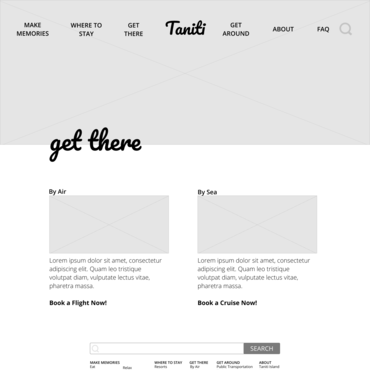 MAKE MEMORIES
WHERE TO STAY
GET THERE
Taniti
GET AROUND
ABOUT
FAQ
get there
By Air
Lorem ipsum dolor sit amet, consectetur
adipiscing elit. Quam leo tristique
volutpat diam, vulputate lectus vitae,
pharetra massa.
Book a Flight Now!
By Sea
Lorem ipsum dolor sit amet, consectetur
adipiscing elit. Quam leo tristique
volutpat diam, vulputate lectus vitae,
pharetra massa.
Book a Cruise Now!
SEARCH
MAKE MEMORIES
Eat
Relax
WHERE TO STAY
Resorts
GET THERE
By Air
GET AROUND
Public Transportation
ABOUT
Taniti Island